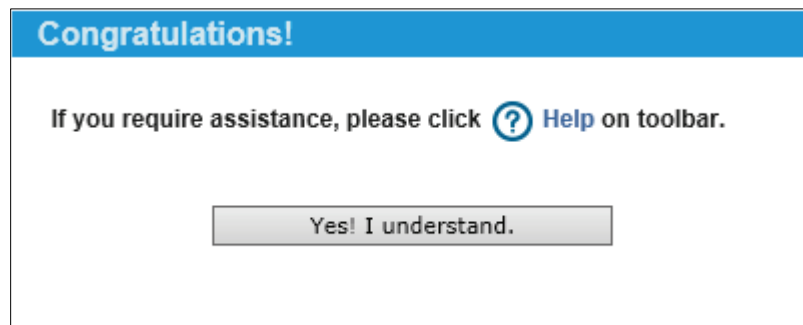 Congratulations!
If you require assistance, please click ? Help on toolbar.
Yes! I understand.